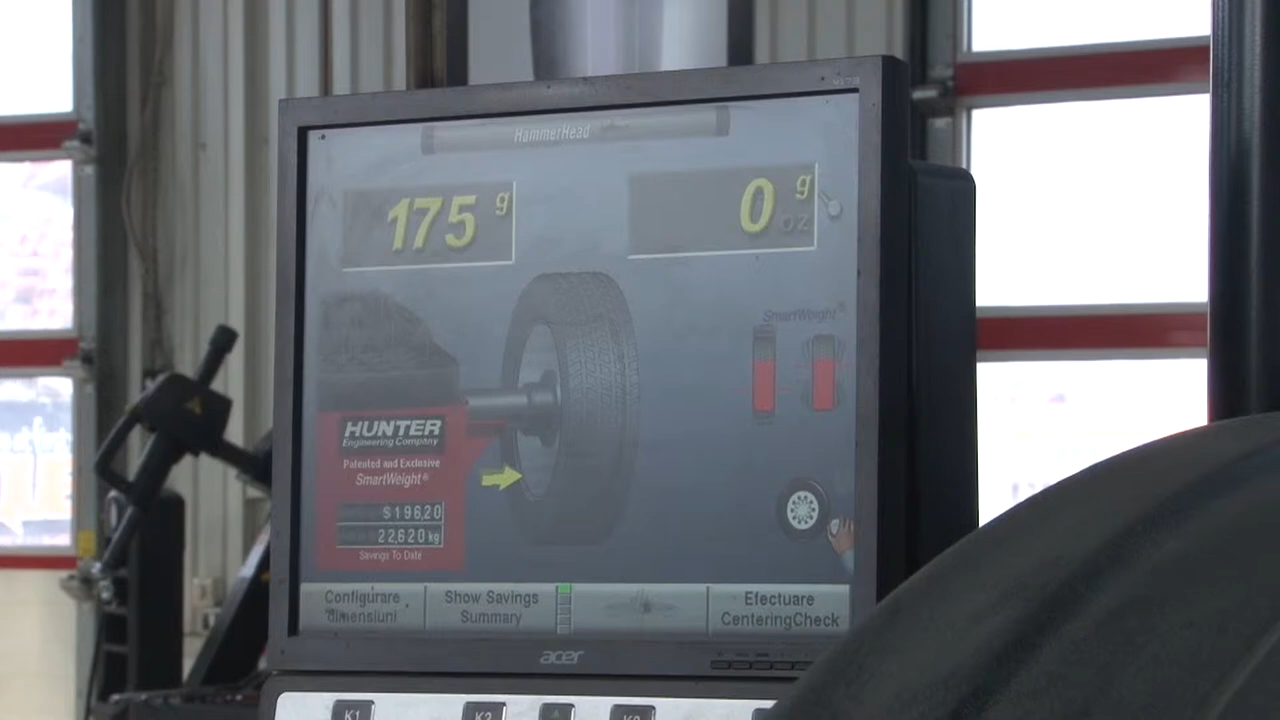 HammerHead
175 g
0 g
oz
SmartWeight®
HUNTER
Engineering Company
Patented and Exclusive
SmartWeight®
$196,20
22,620 kg
Savings To Date
Configurare
dimensiuni
Show Savings
Summary
Efectuare
CenteringCheck
acer
K1
K2